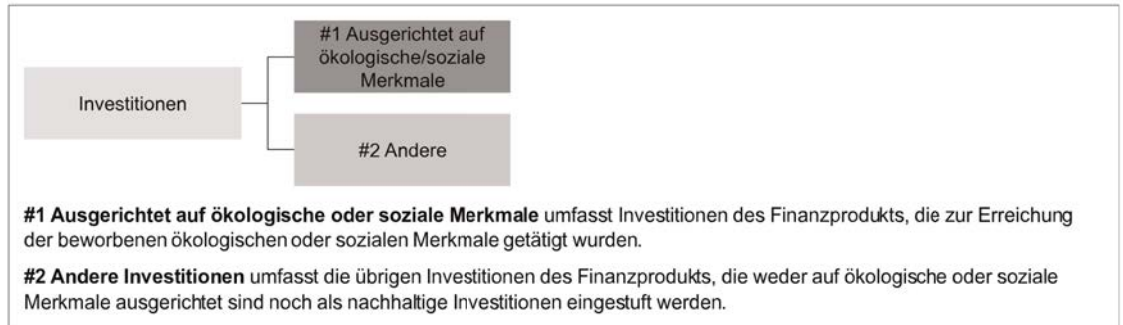 #1 Ausgerichtet auf
ökologische/soziale
Merkmale
Investitionen
#2 Andere
#1 Ausgerichtet auf ökologische oder soziale Merkmale umfasst Investitionen des Finanzprodukts, die zur Erreichung
der beworbenen ökologischen oder sozialen Merkmale getätigt wurden.
#2 Andere Investitionen umfasst die übrigen Investitionen des Finanzprodukts, die weder auf ökologische oder soziale
Merkmale ausgerichtet sind noch als nachhaltige Investitionen eingestuft werden.